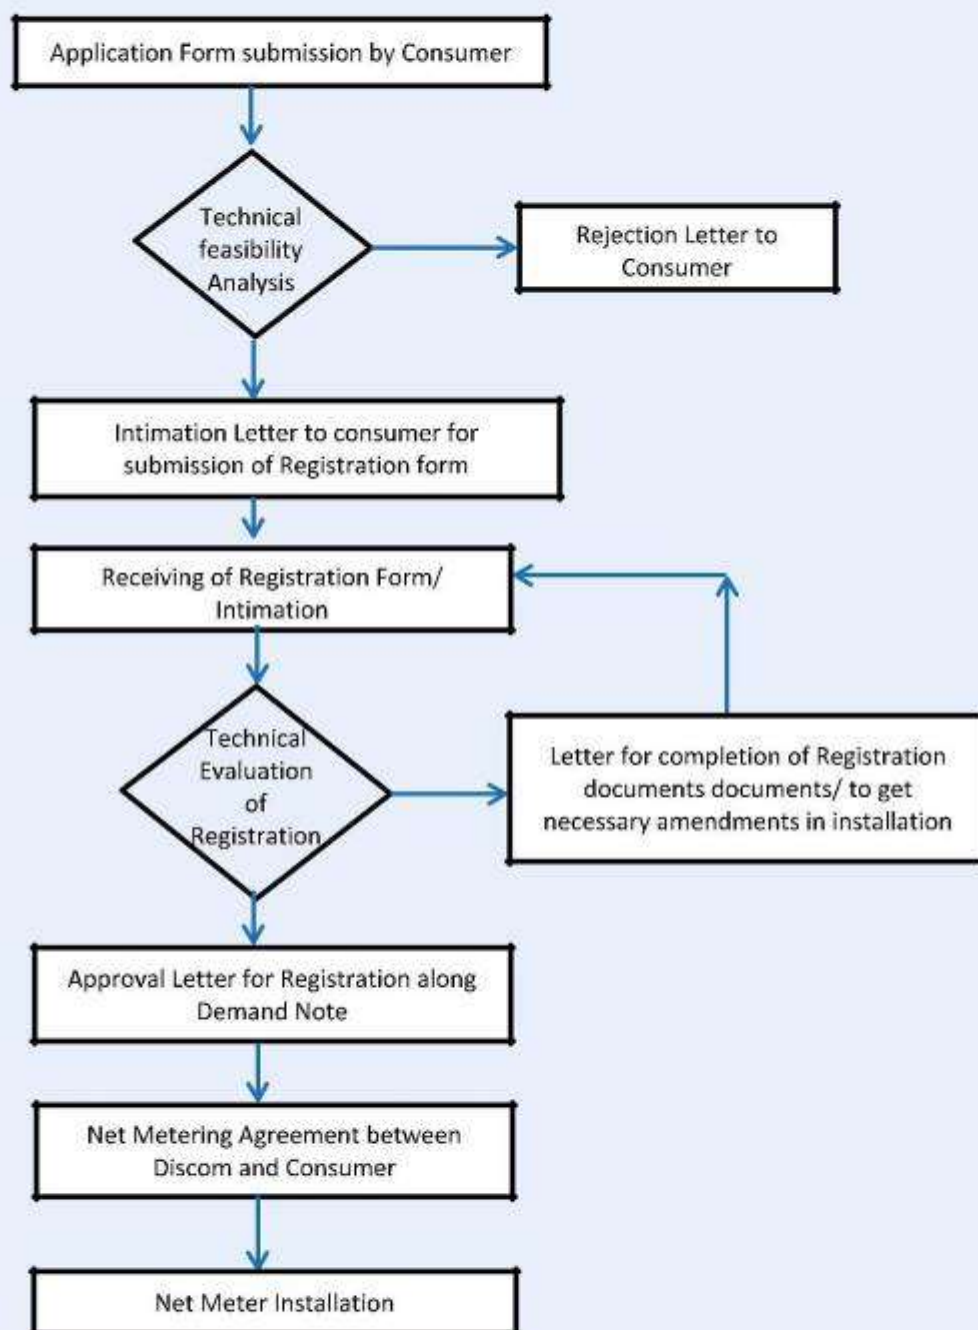 Application Form submission by Consumer
Technical
feasibility
Analysis
Rejection Letter to
Consumer
Intimation Letter to consumer for
submission of Registration form
Receiving of Registration Form/
Intimation
Technical
Evaluation
of
Registration
Letter for completion of Registration
documents documents/ to get
necessary amendments in installation
Approval Letter for Registration along
Demand Note
Net Metering Agreement between
Discom and Consumer
Net Meter Installation